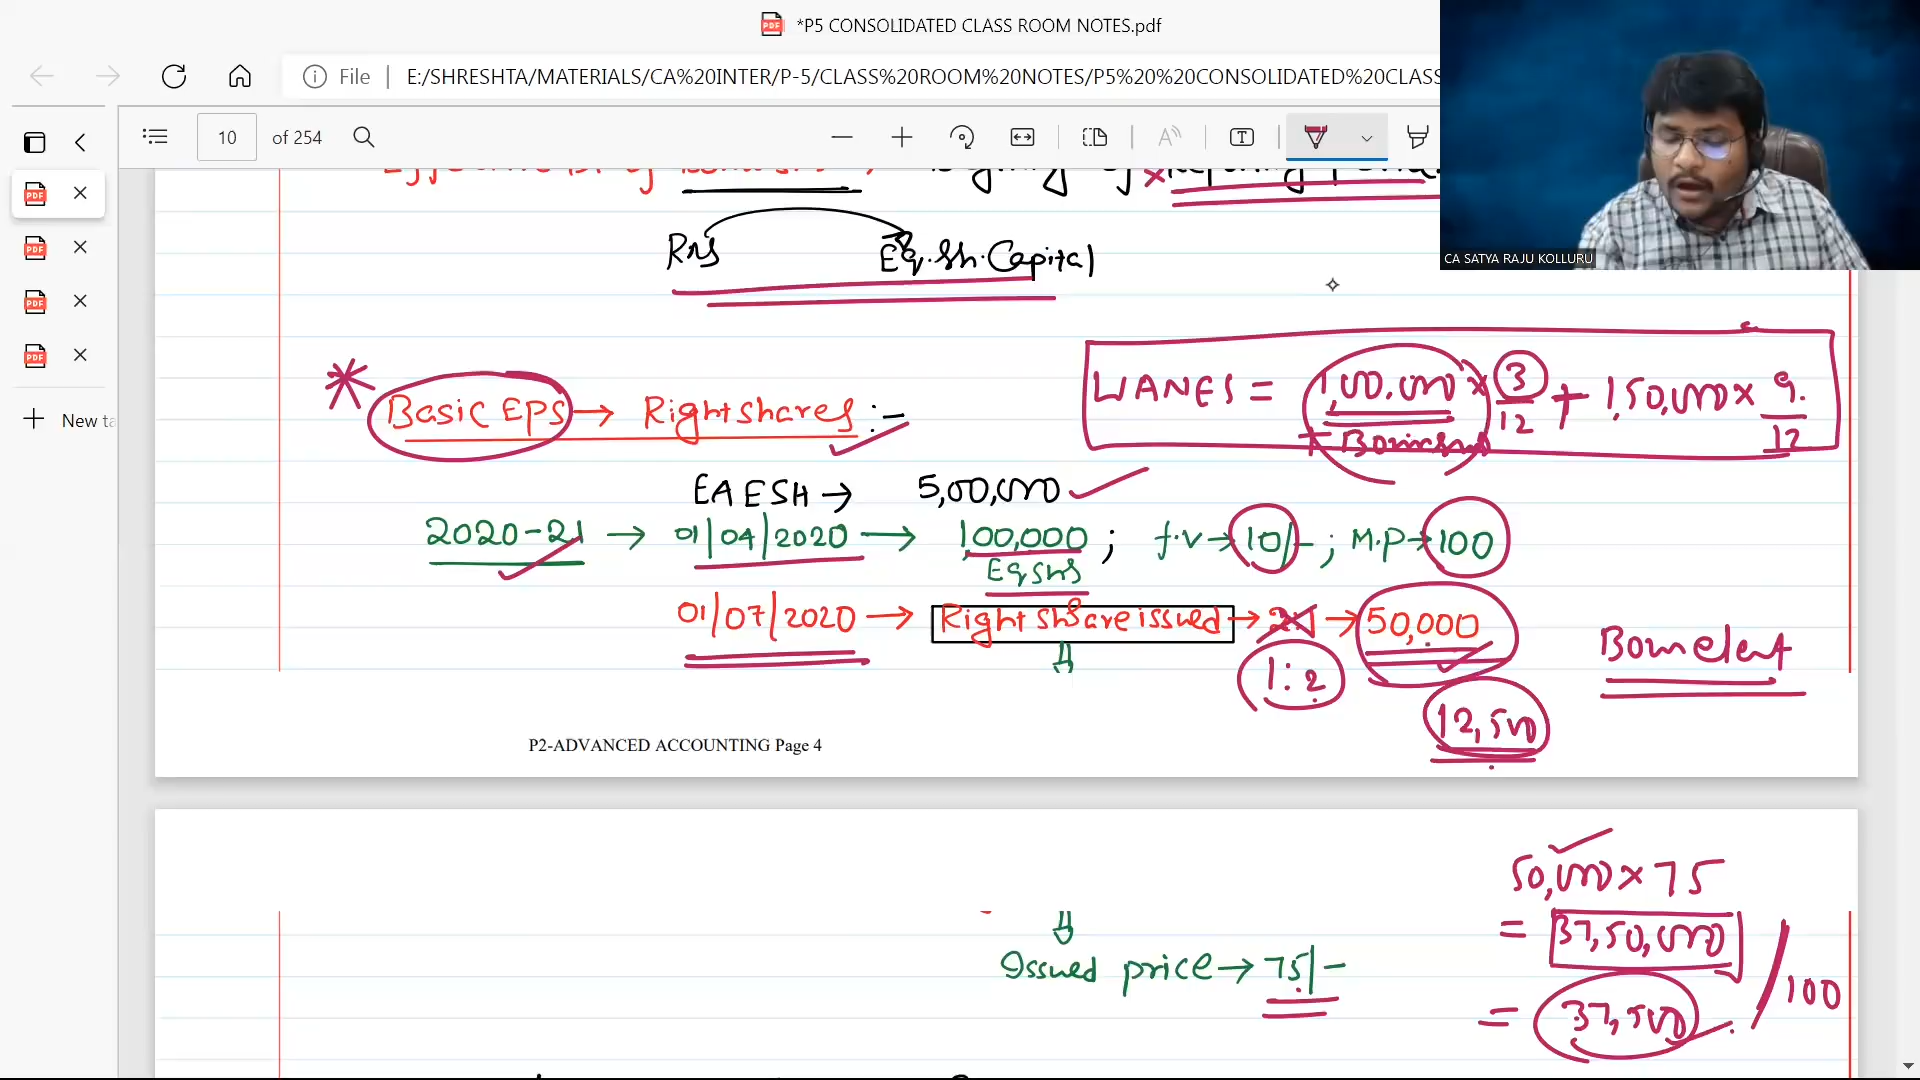 *P5 CONSOLIDATED CLASS ROOM NOTES.pdf
File
E:/SHRESHTA/MATERIALS/CA%20INTER/P-5/CLASS%20ROOM%20NOTES/P5%20%20CONSOLIDATED%20CLASS
10 of 254
New ta
CA SATYA RAJU KOLLURU
Eq.Sh.Capital
WANES = 1,00,000 × 3/12 + 1,50,000 × 9/12
+ Bonus
Basic EPS → Right shares :-
EAESH → 5,00,000
2020-21 → 01/04/2020 → 1,00,000 ; f.v → 10/- ; M.P → 100
Eq shs
01/07/2020 → Right share issued → → 50,000
1:2
12,500
P2-ADVANCED ACCOUNTING Page 4
50,000 × 75
= 37,50,000
/100
= 37,500
Issued price → 75/-